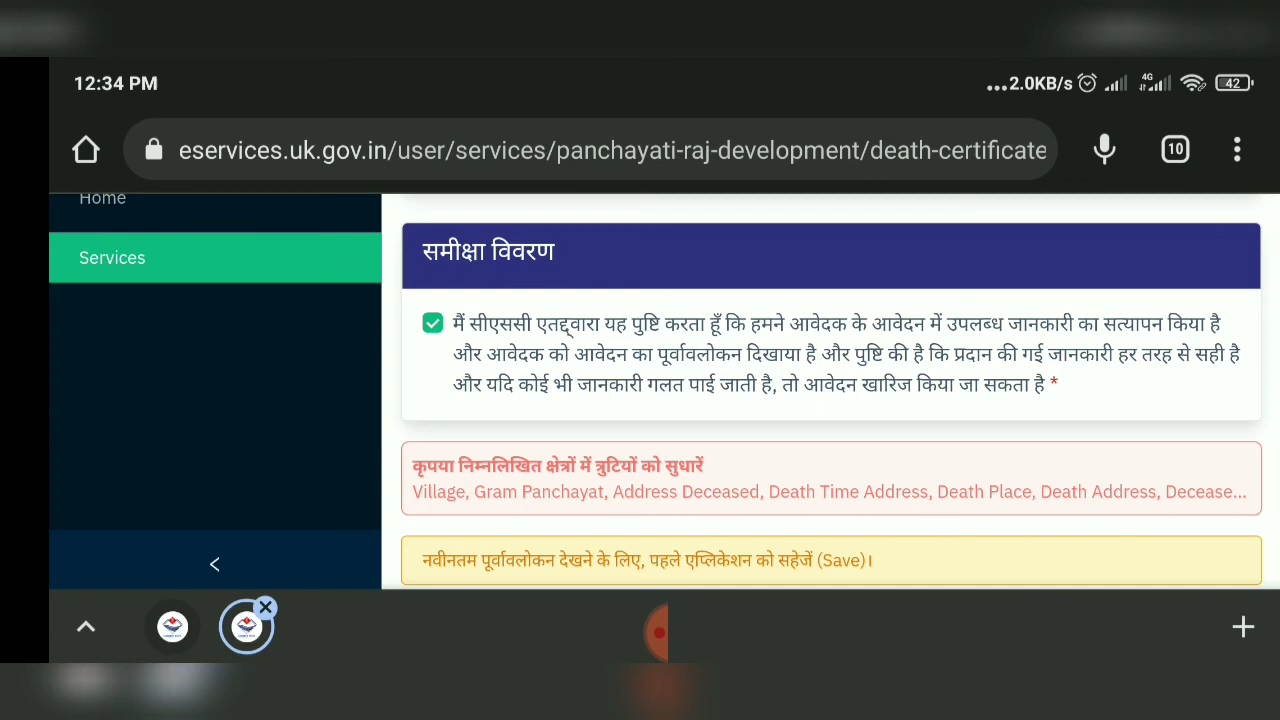 12:34 PM
...2.0KB/s 4G 42
eservices.uk.gov.in/user/services/panchayati-raj-development/death-certificate
10
Home
Services
समीक्षा विवरण
मैं सीएससी एतद्द्वारा यह पुष्टि करता हूँ कि हमने आवेदक के आवेदन में उपलब्ध जानकारी का सत्यापन किया है
और आवेदक को आवेदन का पूर्वावलोकन दिखाया है और पुष्टि की है कि प्रदान की गई जानकारी हर तरह से सही है
और यदि कोई भी जानकारी गलत पाई जाती है, तो आवेदन खारिज किया जा सकता है *
कृपया निम्नलिखित क्षेत्रों में त्रुटियों को सुधारें
Village, Gram Panchayat, Address Deceased, Death Time Address, Death Place, Death Address, Decease...
नवीनतम पूर्वावलोकन देखने के लिए, पहले एप्लिकेशन को सहेजें (Save)।